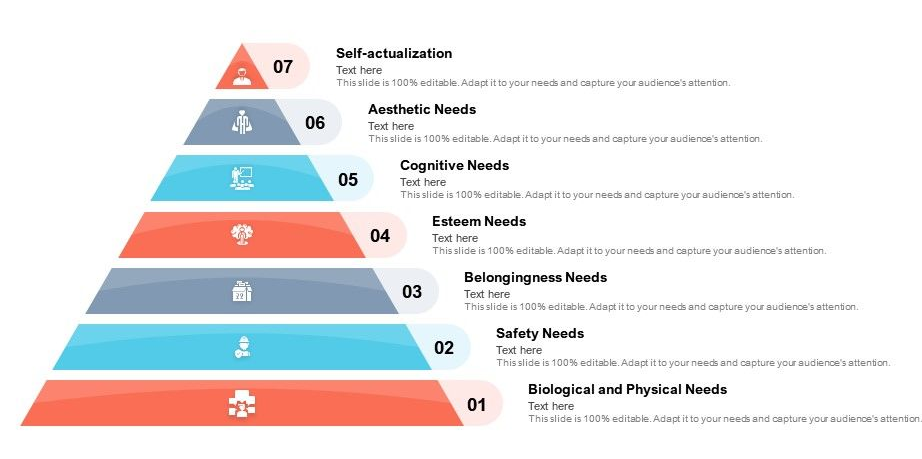 07
Self-actualization
Text here
This slide is 100% editable. Adapt it to your needs and capture your audience's attention.
06
Aesthetic Needs
Text here
This slide is 100% editable. Adapt it to your needs and capture your audience's attention.
05
Cognitive Needs
Text here
This slide is 100% editable. Adapt it to your needs and capture your audience's attention.
04
Esteem Needs
Text here
This slide is 100% editable. Adapt it to your needs and capture your audience's attention.
03
Belongingness Needs
Text here
This slide is 100% editable. Adapt it to your needs and capture your audience's attention.
02
Safety Needs
Text here
This slide is 100% editable. Adapt it to your needs and capture your audience's attention.
01
Biological and Physical Needs
Text here
This slide is 100% editable. Adapt it to your needs and capture your audience's attention.